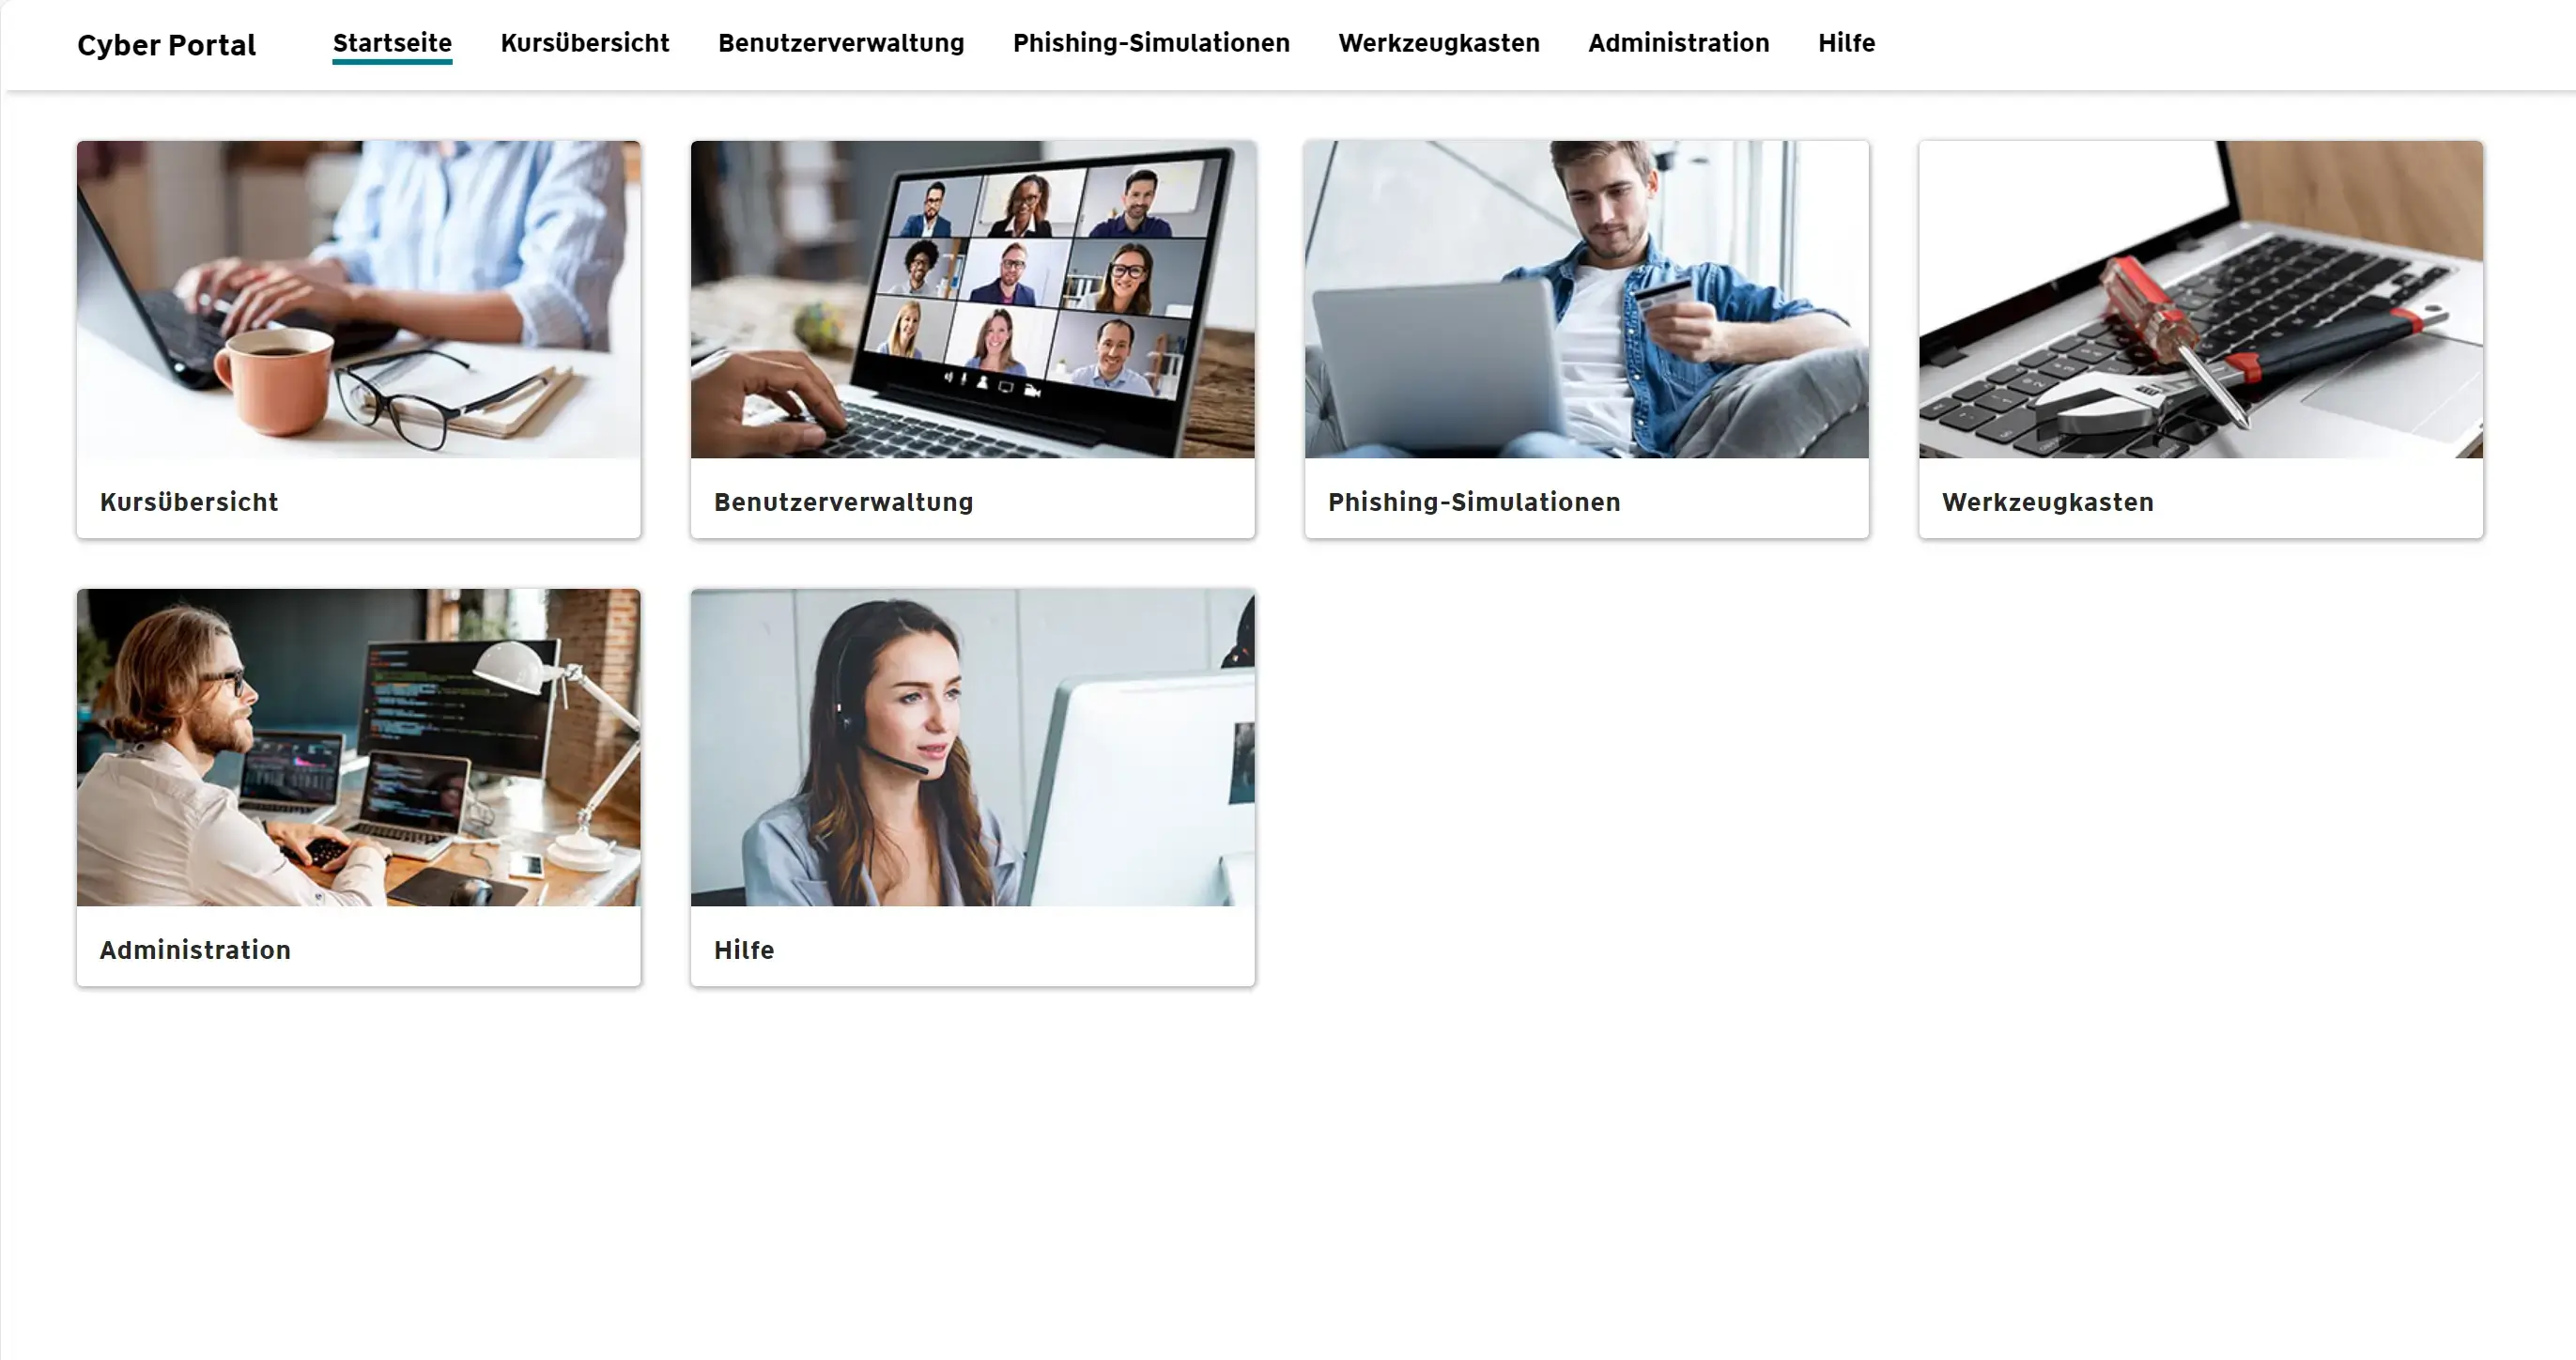 Cyber Portal
Startseite
Kursübersicht
Benutzerverwaltung
Phishing-Simulationen
Werkzeugkasten
Administration
Hilfe
Kursübersicht
Benutzerverwaltung
Phishing-Simulationen
Werkzeugkasten
Administration
Hilfe